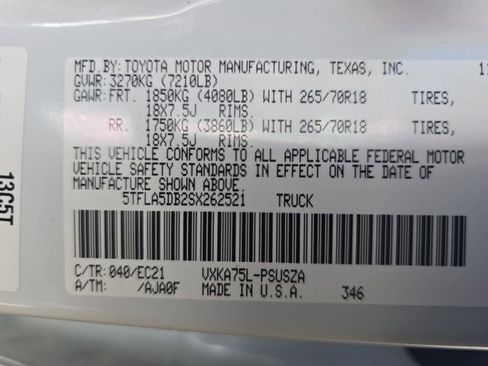 MFD.BY:TOYOTA MOTOR MANUFACTURING, TEXAS, INC. 11
GVWR: 3270KG (7210LB)
GAWR:FRT. 1850KG (4080LB) WITH 265/70R18 TIRES,
18X7.5J RIMS.
RR. 1750KG (3860LB) WITH 265/70R18 TIRES,
18X7.5J RIMS.
THIS VEHICLE CONFORMS TO ALL APPLICABLE FEDERAL MOTOR
VEHICLE SAFETY STANDARDS IN EFFECT ON THE DATE OF
MANUFACTURE SHOWN ABOVE.
5TFLA5DB2SX262521 TRUCK
C/TR: 040/EC21 VXKA75L-PSUSZA
A/TM: /AJA0F MADE IN U.S.A. 346
13C5T